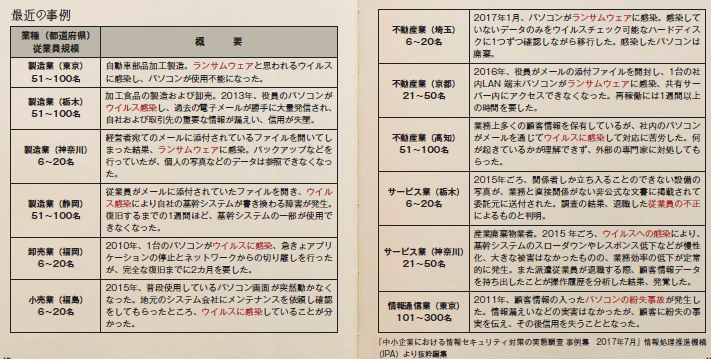 最近の事例
業種(都道府県)
従業員規模
概　　要
製造業(東京)
51〜100名
自動車部品加工製造。ランサムウェアと思われるウイルス
に感染し、パソコンが使用不能になった。
製造業(栃木)
51〜100名
加工食品の製造および卸売。2013年、役員のパソコンが
ウイルス感染し、過去の電子メールが勝手に大量発信され、
自社および取引先の重要な情報が漏えい、信用が失墜。
製造業(神奈川)
6〜20名
経営者宛てのメールに添付されているファイルを開いてし
まった結果、ランサムウェアに感染。バックアップなどを
行っていたが、個人の写真などのデータは参照できなくなっ
た。
製造業(静岡)
51〜100名
従業員がメールに添付されていたファイルを開き、ウイル
ス感染により自社の基幹システムが書き換わる障害が発生。
復旧するまでの1週間ほど、基幹システムの一部が使用で
きなくなった。
卸売業(福岡)
6〜20名
2010年、1台のパソコンがウイルスに感染、急きょアプリ
ケーションの停止とネットワークからの切り離しを行った
が、完全な復旧までに2カ月を要した。
小売業(福島)
6〜20名
2015年、普段使用しているパソコン画面が突然動かなく
なった。地元のシステム会社にメンテナンスを依頼し確認
をしてもらったところ、ウイルスに感染していることが分
かった。
不動産業(埼玉)
6〜20名
2017年1月、パソコンがランサムウェアに感染。感染して
いないデータのみをウイルスチェック可能なハードディス
クに1つずつ確認しながら移行した。感染したパソコンは
廃棄。
不動産業(京都)
21〜50名
2016年、役員がメールの添付ファイルを開封し、1台の社
内LAN 端末パソコンがランサムウェアに感染、共有サー
バー内にアクセスできなくなった。再稼働には1週間以上
の時間を要した。
不動産業(高知)
51〜100名
業務上多くの顧客情報を保有しているが、社内のパソコン
がメールを通じてウイルスに感染して対応に苦労した。何
が起きているかが理解できず、外部の専門家に対処しても
らった。
サービス業(栃木)
6〜20名
2015年ごろ、関係者しか立ち入ることのできない設備の
写真が、業務と直接関係がない非公式な文書に掲載されて
委託元に送付された。調査の結果、退職した従業員の不正
によるものと判明。
サービス業(神奈川)
21〜50名
産業廃棄物業者。2015 年ごろ、ウイルスへの感染により、
基幹システムのスローダウンやレスポンス低下などが慢性
化、大きな被害はなかったものの、業務効率の低下が定常
的に発生。また派遣従業員が退職する際、顧客情報データ
を持ち出したことが操作履歴を分析した結果、発覚した。
情報通信業(東京)
101〜300名
2011年、顧客情報の入ったパソコンの紛失事故が発生し
た。情報漏えいなどの実害はなかったが、顧客に紛失の事
実を伝え、その後信用を失うこととなった。
「中小企業における情報セキュリティ対策の実態調査 事例集　2017年7月」情報処理推進機構
(IPA)より抜粋編集